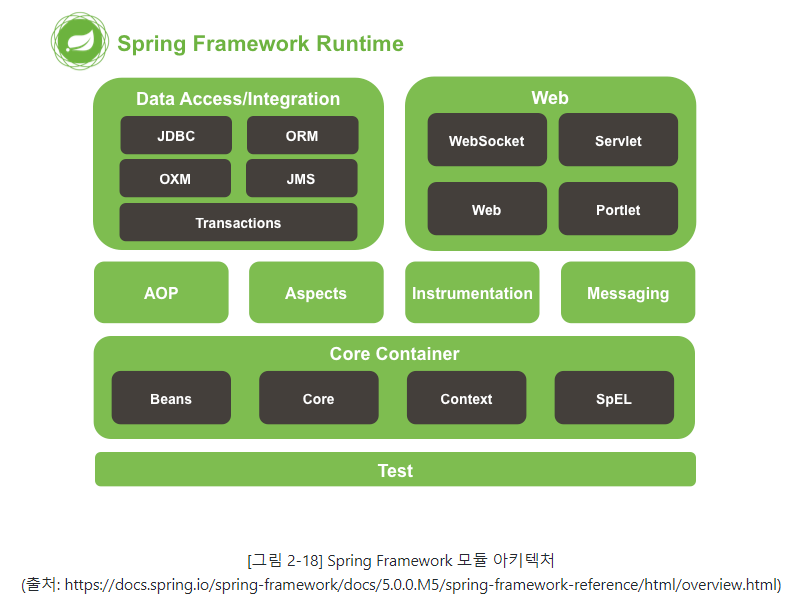 Spring Framework Runtime
Data Access/Integration
JDBC
ORM
OXM
JMS
Transactions
Web
WebSocket
Servlet
Web
Portlet
AOP
Aspects
Instrumentation
Messaging
Core Container
Beans
Core
Context
SpEL
Test
[그림 2-18] Spring Framework 모듈 아키텍처
(출처: https://docs.spring.io/spring-framework/docs/5.0.0.M5/spring-framework-reference/html/overview.html)